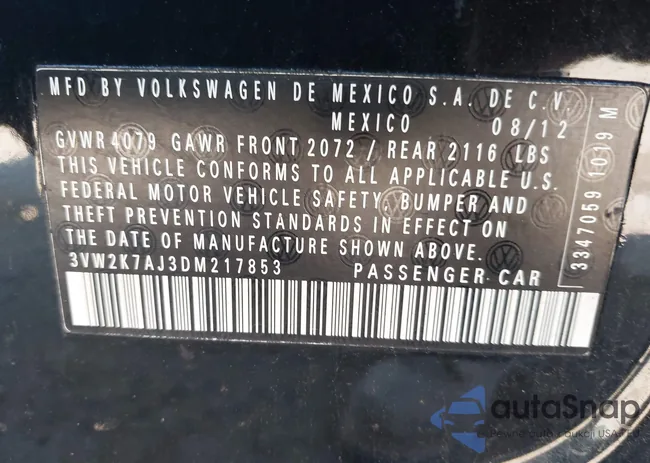 MFD BY VOLKSWAGEN DE MEXICO S.A. DE C.V.
MEXICO 08/12
GVWR 4079 GAWR FRONT 2072 / REAR 2116 LBS
THIS VEHICLE CONFORMS TO ALL APPLICABLE U.S.
FEDERAL MOTOR VEHICLE SAFETY, BUMPER AND
THEFT PREVENTION STANDARDS IN EFFECT ON
THE DATE OF MANUFACTURE SHOWN ABOVE.
3VW2K7AJ3DM217853 PASSENGER CAR
3347059 1019 M
autoSnap